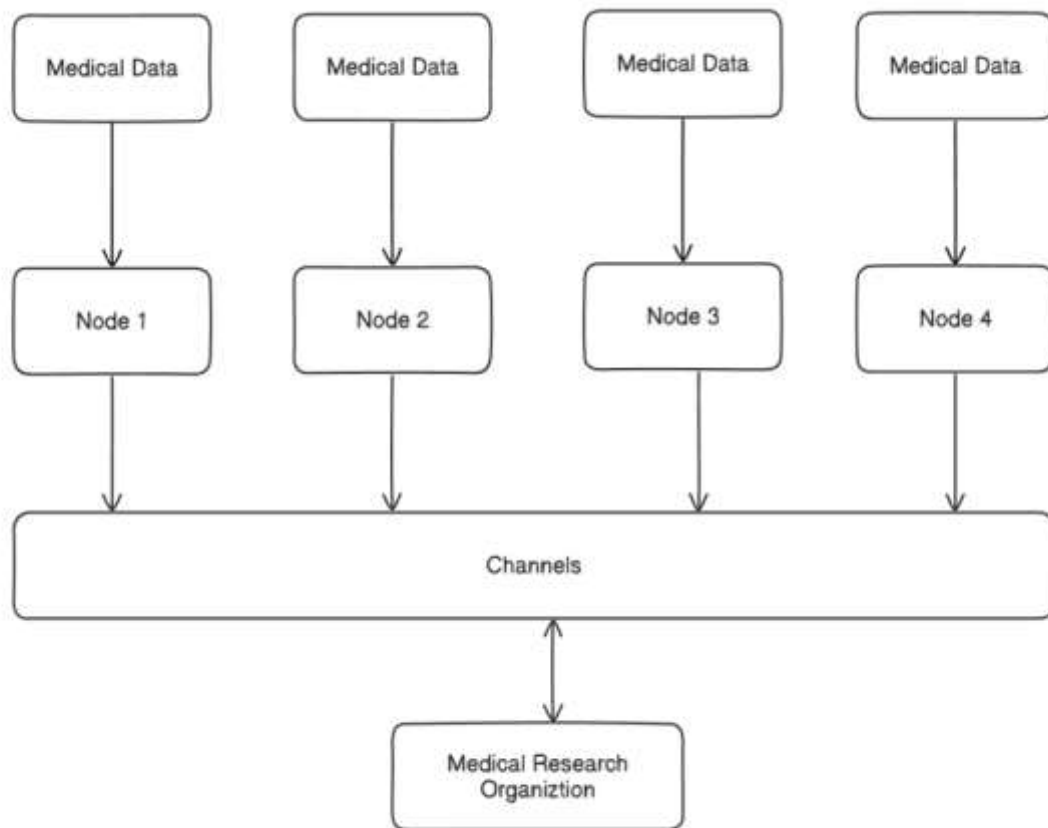 Medical Data
Medical Data
Medical Data
Medical Data
Node 1
Node 2
Node 3
Node 4
Channels
Medical Research
Organiztion